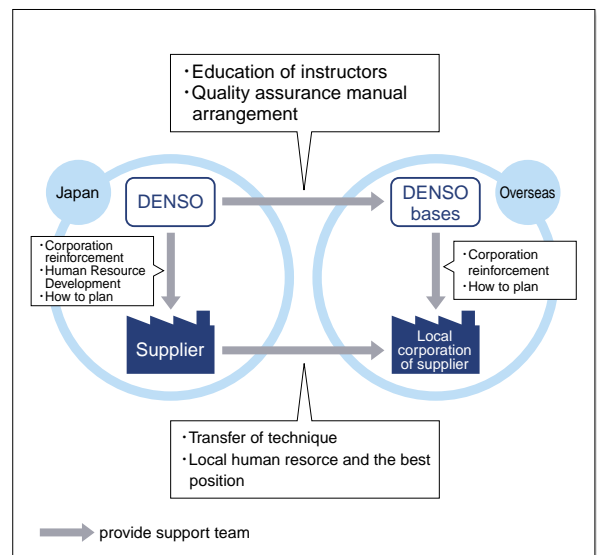 ・Education of instructors
・Quality assurance manual
arrangement
Japan
DENSO
DENSO
bases
Overseas
・Corporation
reinforcement
・Human Resource
Development
・How to plan
・Corporation
reinforcement
・How to plan
Supplier
Local
corporation
of supplier
・Transfer of technique
・Local human resorce and the best
position
provide support team